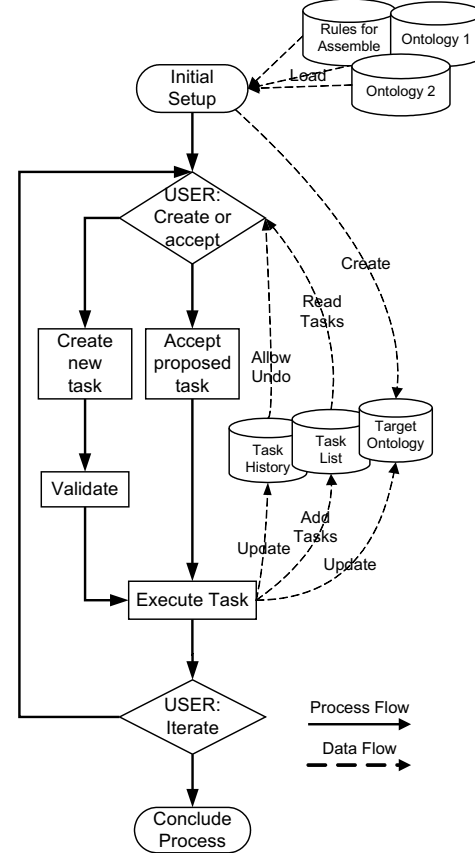 Rules for
Assemble
Ontology 1
Initial
Setup
Load
Ontology 2
USER:
Create or
accept
Create
Read
Tasks
Create
new
task
Accept
proposed
task
Allow
Undo
Task
History
Task
List
Target
Ontology
Validate
Update
Add
Tasks
Update
Execute Task
USER:
Iterate
Process Flow
Data Flow
Conclude
Process